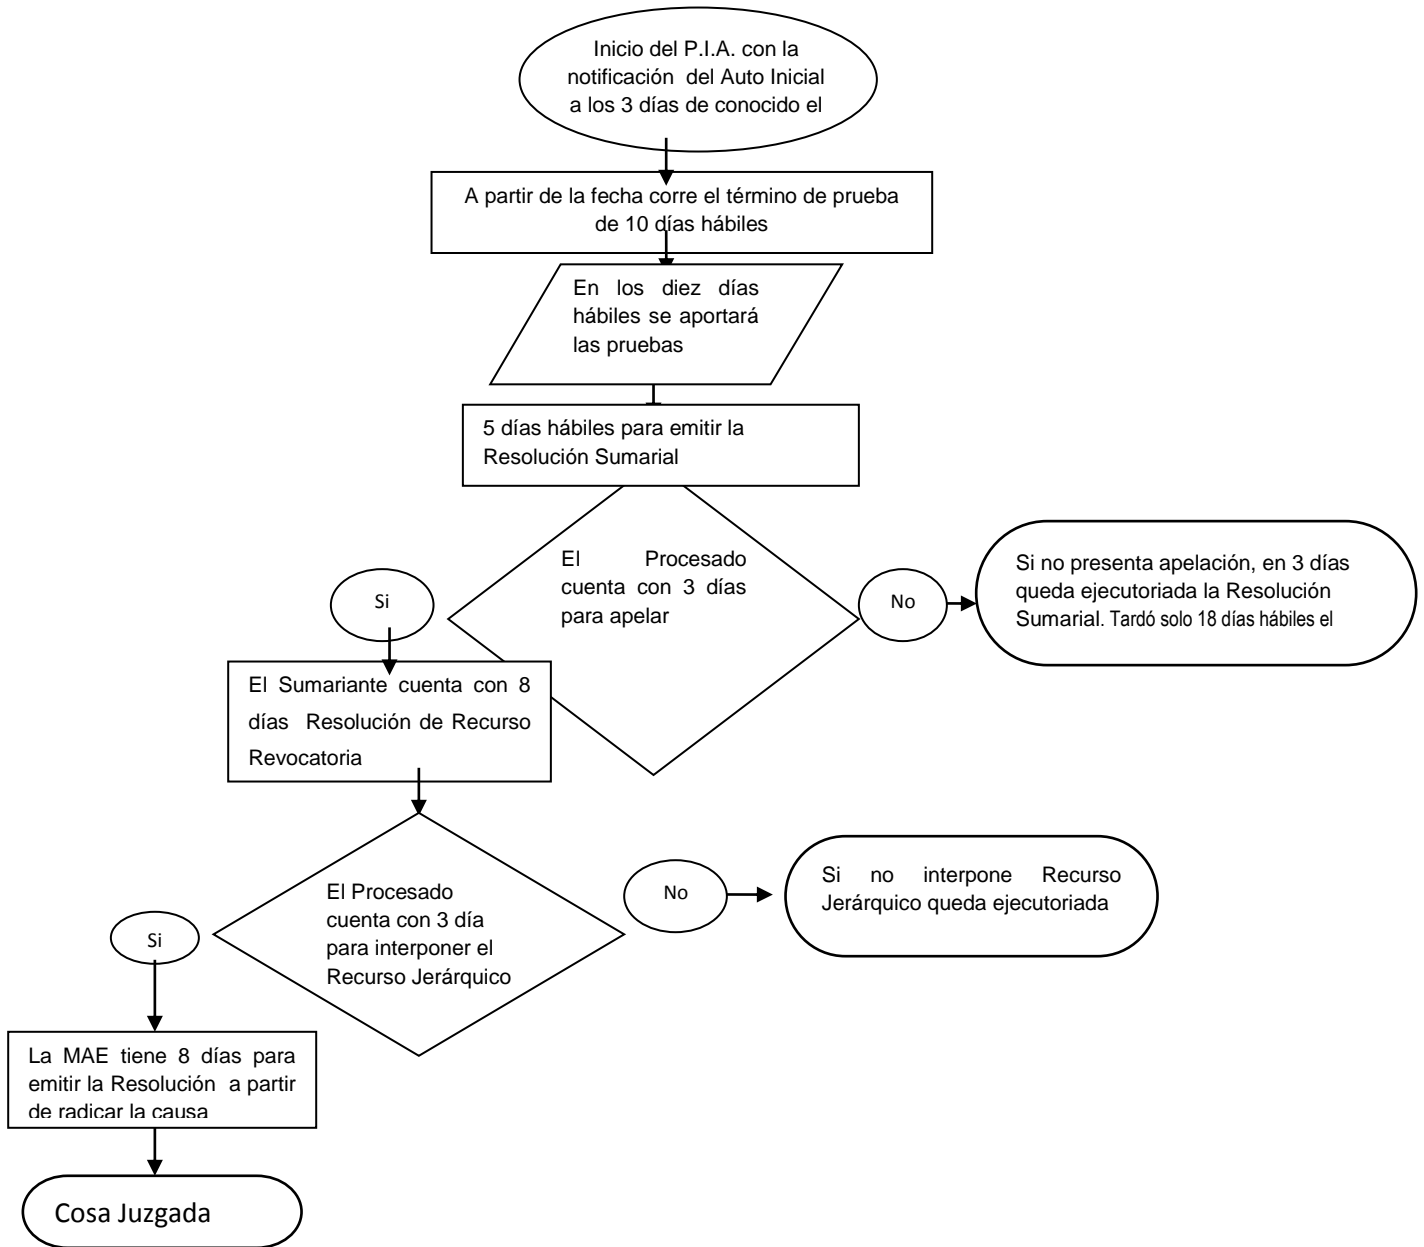 Inicio del P.I.A. con la
notificación del Auto Inicial
a los 3 días de conocido el
A partir de la fecha corre el término de prueba
de 10 días hábiles
En los diez días
hábiles se aportará
las pruebas
5 días hábiles para emitir la
Resolución Sumarial
El Procesado
cuenta con 3 días
para apelar
Si
No
Si no presenta apelación, en 3 días
queda ejecutoriada la Resolución
Sumarial. Tardó solo 18 días hábiles el
El Sumariante cuenta con 8
días Resolución de Recurso
Revocatoria
El Procesado
cuenta con 3 día
para interponer el
Recurso Jerárquico
No
Si no interpone Recurso
Jerárquico queda ejecutoriada
Si
La MAE tiene 8 días para
emitir la Resolución a partir
de radicar la causa
Cosa Juzgada